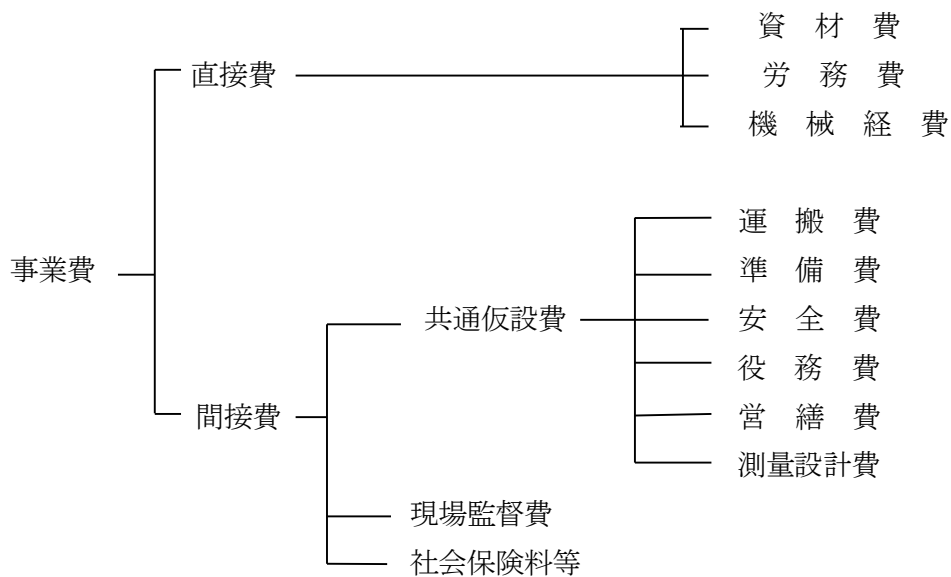 資材費
直接費
労務費
機械経費
運搬費
事業費
準備費
共通仮設費
安全費
役務費
間接費
営繕費
測量設計費
現場監督費
社会保険料等